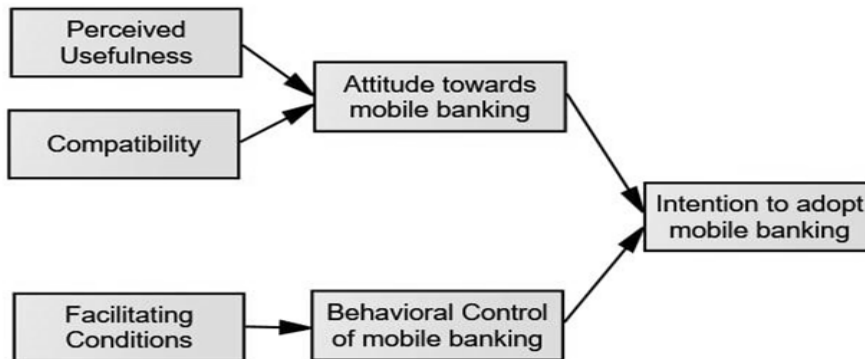 Perceived
Usefulness
Attitude towards
mobile banking
Compatibility
Intention to adopt
mobile banking
Facilitating
Conditions
Behavioral Control
of mobile banking